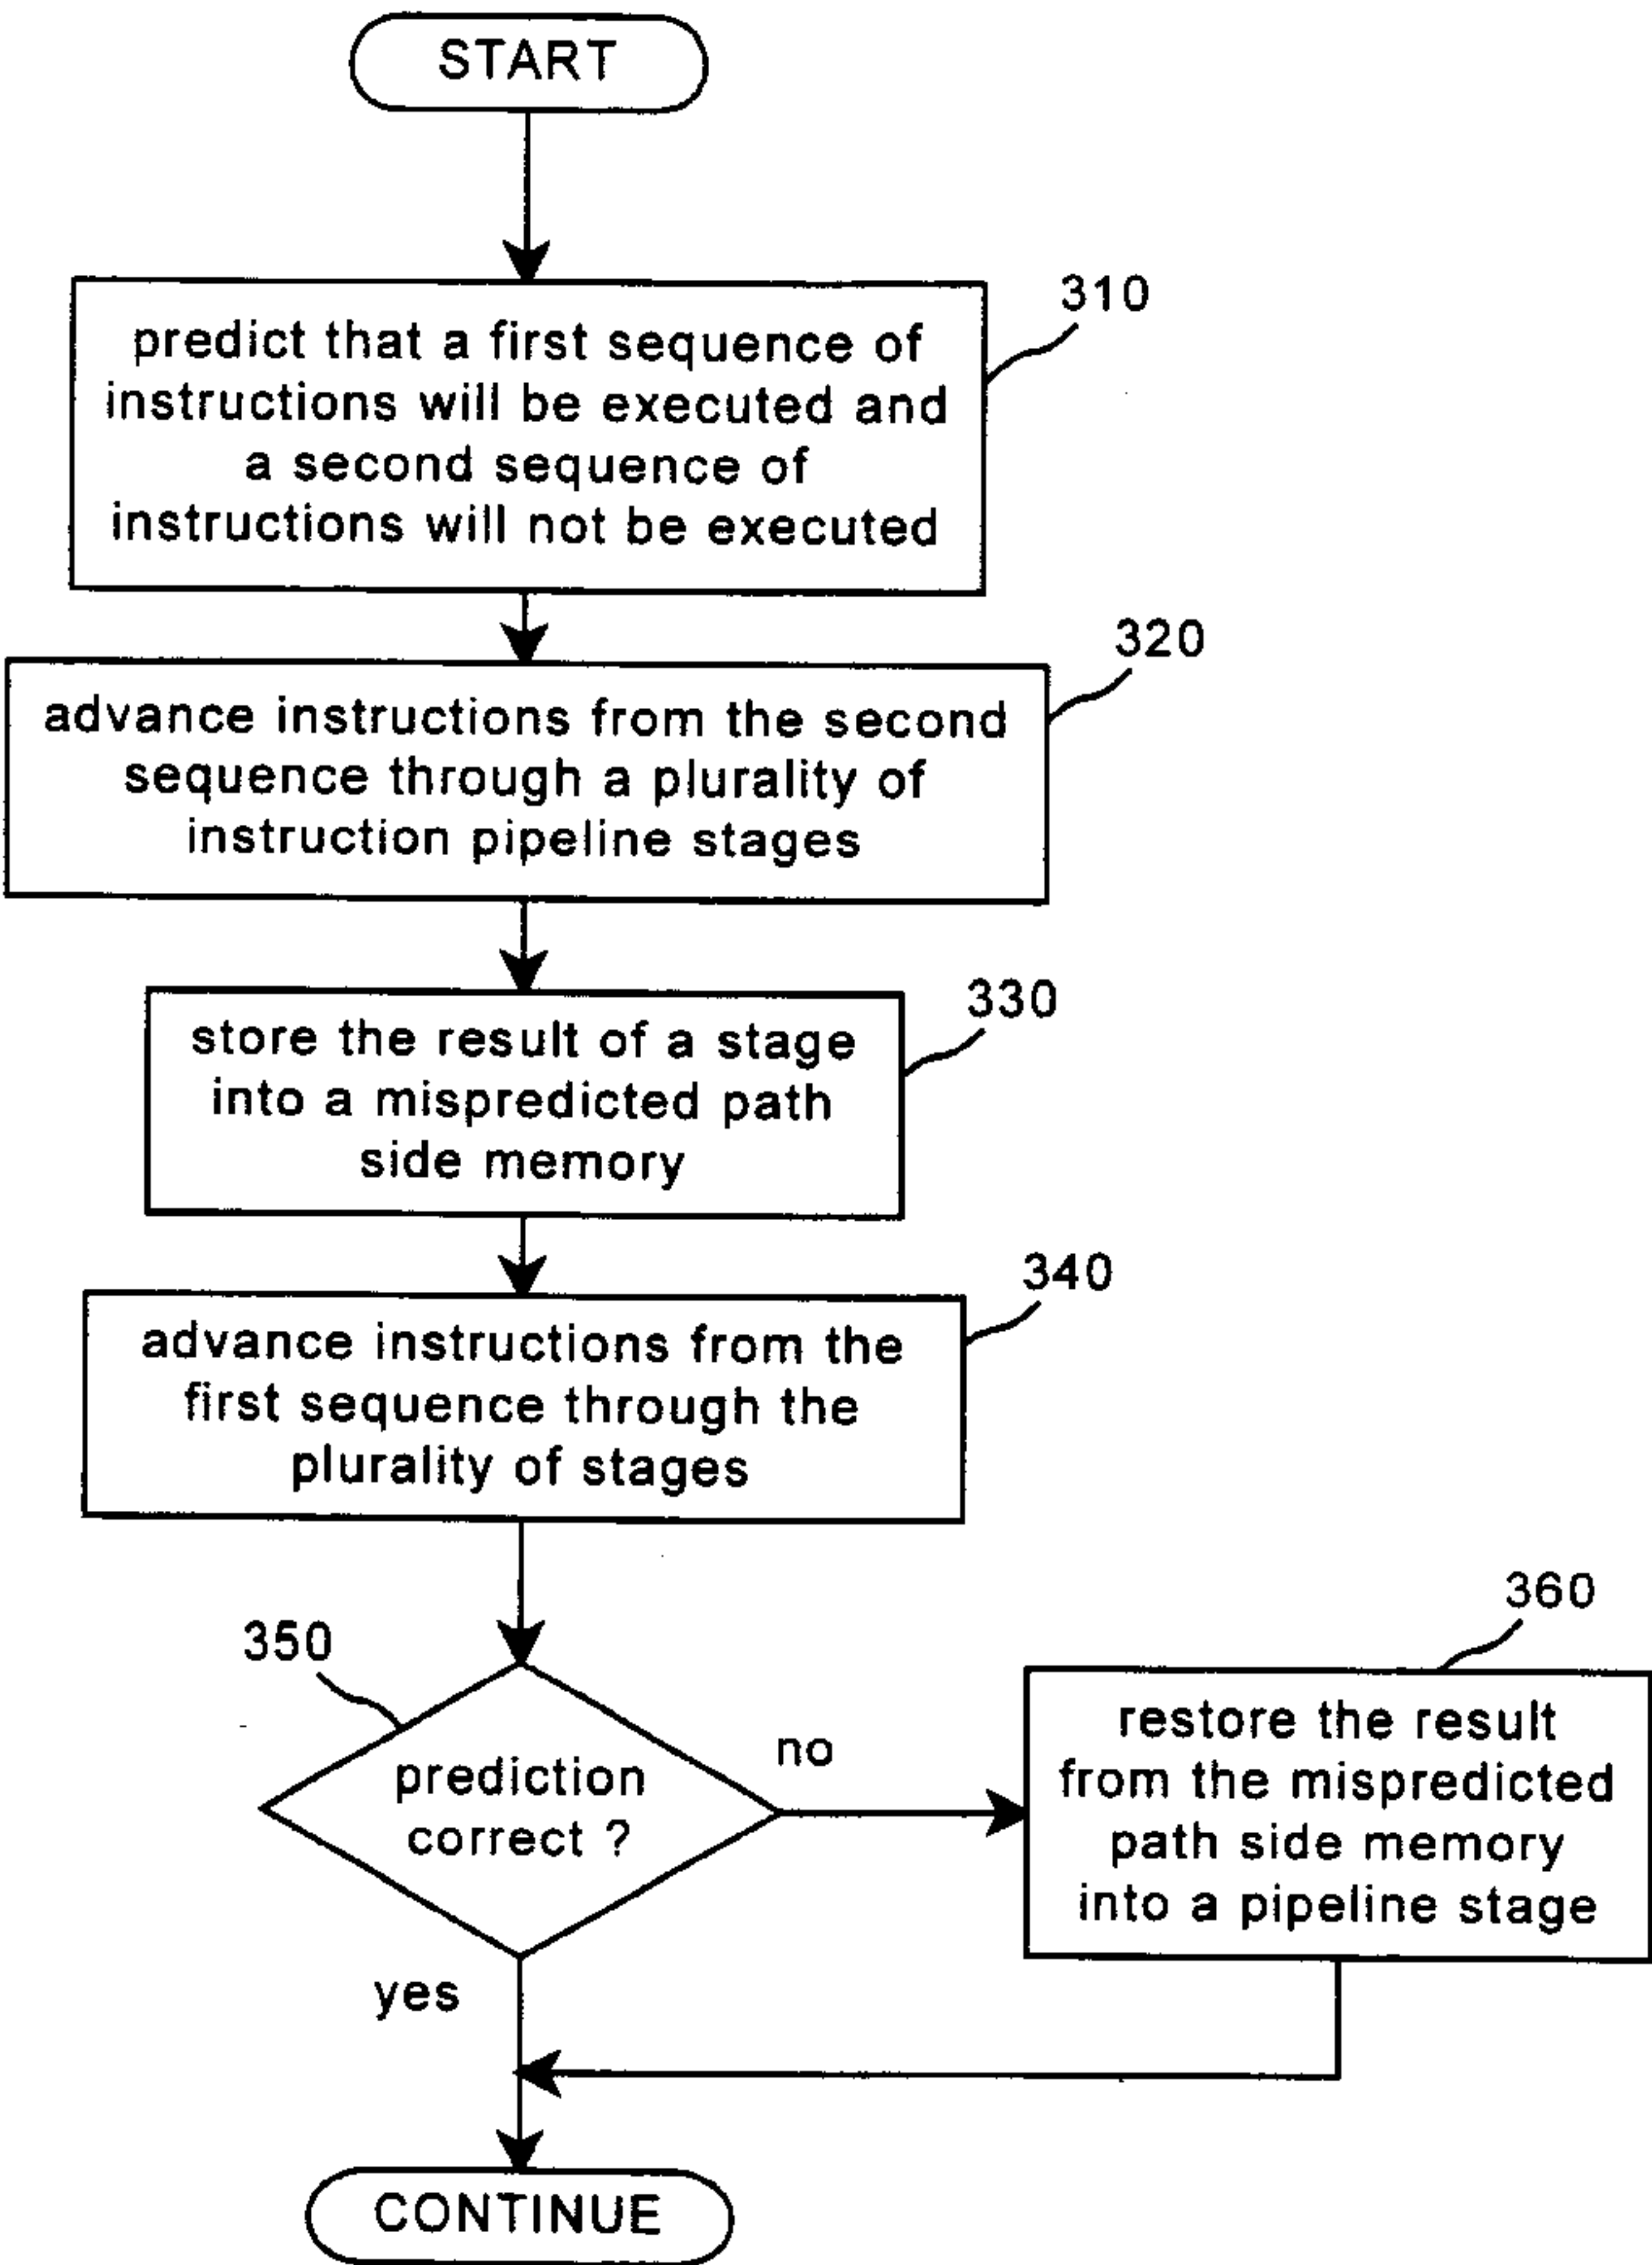 START
310
predict that a first sequence of
instructions will be executed and
a second sequence of
instructions will not be executed
320
advance instructions from the second
sequence through a plurality of
instruction pipeline stages
330
store the result of a stage
into a mispredicted path
side memory
340
advance instructions from the
first sequence through the
plurality of stages
350
prediction
correct ?
no
360
restore the result
from the mispredicted
path side memory
into a pipeline stage
yes
CONTINUE